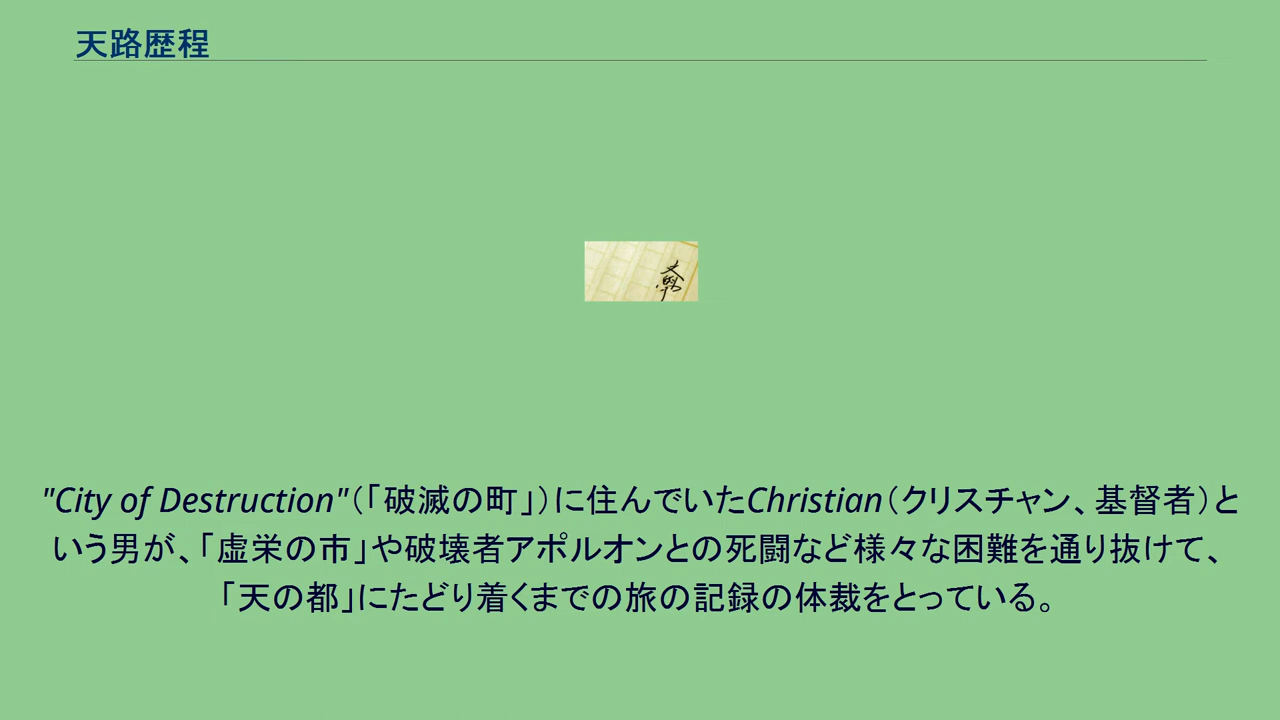 天路歴程
"City of Destruction"(「破滅の町」)に住んでいたChristian(クリスチャン、基督者)と
いう男が、「虚栄の市」や破壊者アポルオンとの死闘など様々な困難を通り抜けて、
「天の都」にたどり着くまでの旅の記録の体裁をとっている。